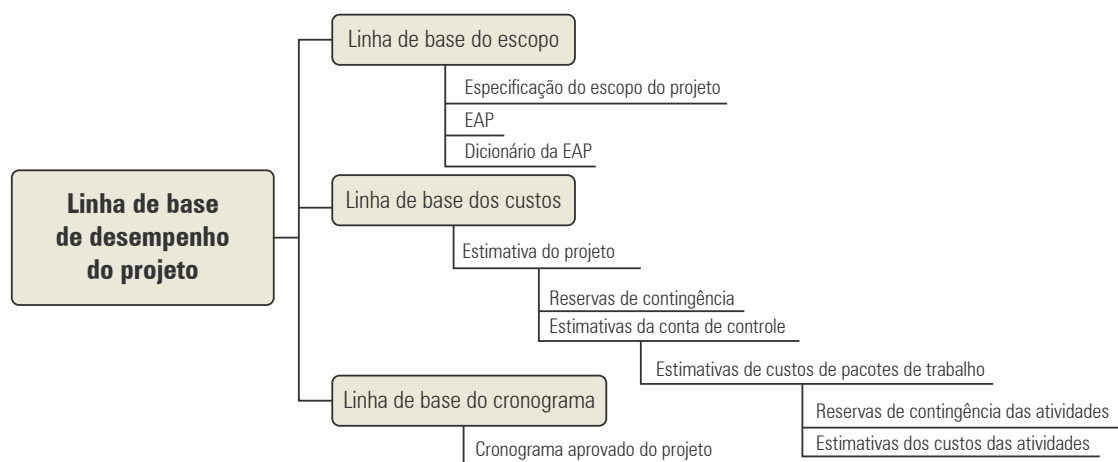 Linha de base do escopo
Especificação do escopo do projeto
EAP
Dicionário da EAP
Linha de base
de desempenho
do projeto
Linha de base dos custos
Estimativa do projeto
Reservas de contingência
Estimativas da conta de controle
Estimativas de custos de pacotes de trabalho
Reservas de contingência das atividades
Estimativas dos custos das atividades
Linha de base do cronograma
Cronograma aprovado do projeto